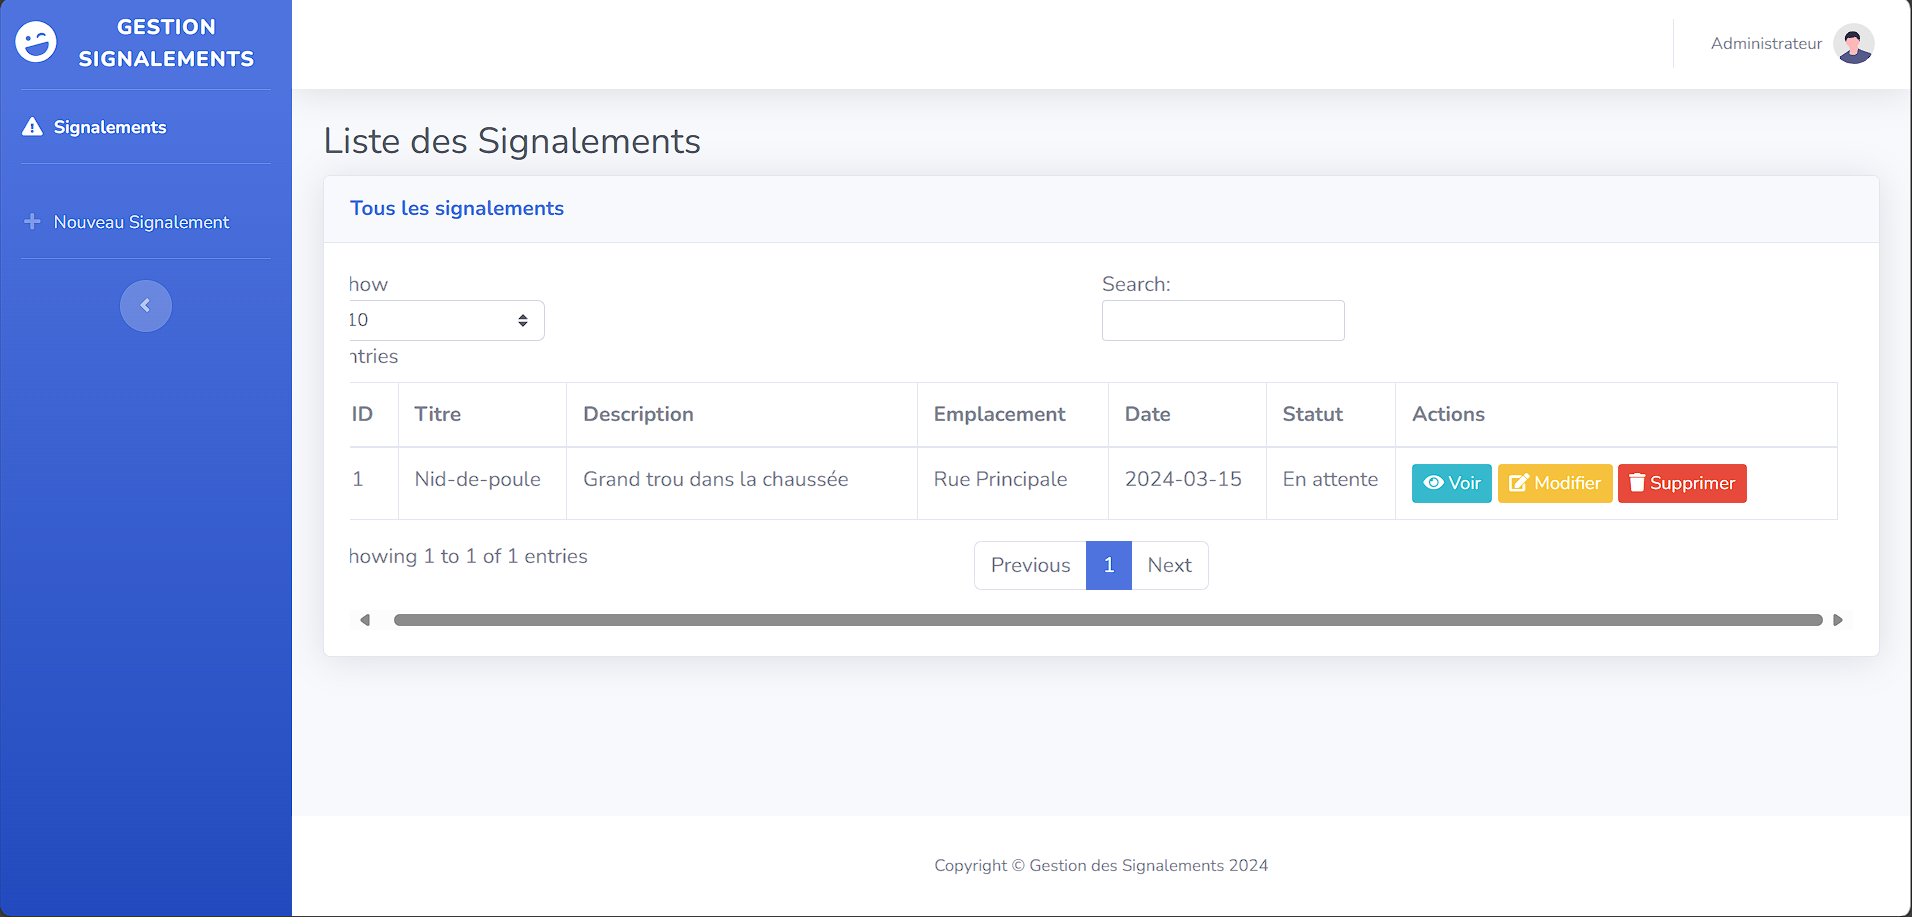 GESTION
SIGNALEMENTS
Administrateur
Signalements
Nouveau Signalement
Liste des Signalements
Tous les signalements
how
10
ntries
Search:
ID Titre Description Emplacement Date Statut Actions
1 Nid-de-poule Grand trou dans la chaussée Rue Principale 2024-03-15 En attente Voir Modifier Supprimer
howing 1 to 1 of 1 entries
Previous 1 Next
Copyright © Gestion des Signalements 2024